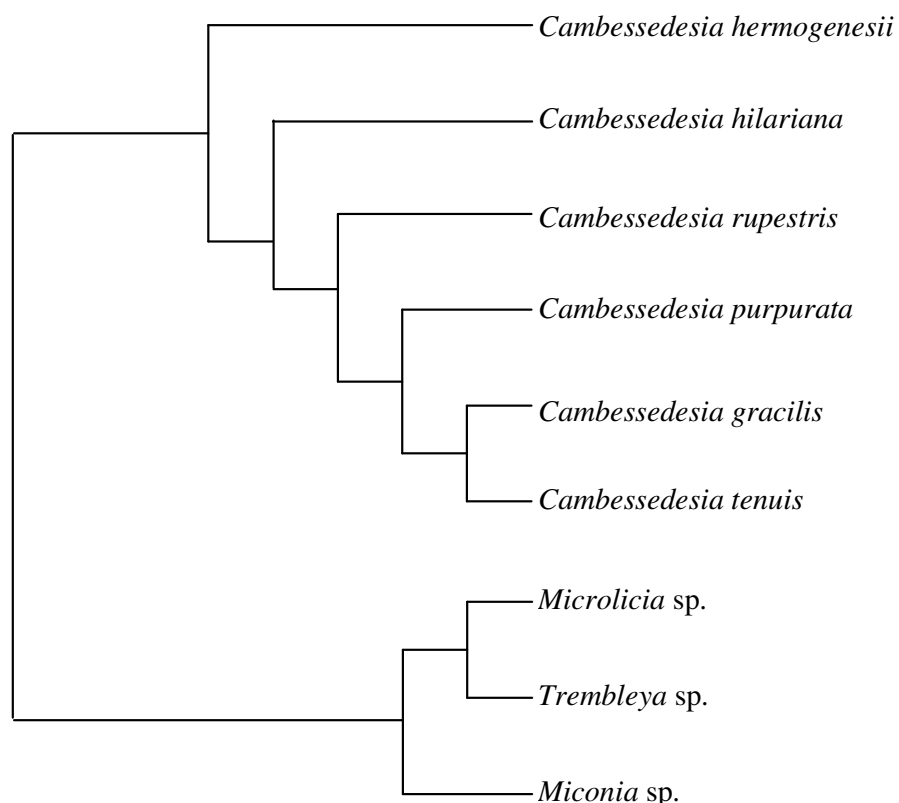 Cambessedesia hermogenesii
Cambessedesia hilariana
Cambessedesia rupestris
Cambessedesia purpurata
Cambessedesia gracilis
Cambessedesia tenuis
Microlicia sp.
Trembleya sp.
Miconia sp.